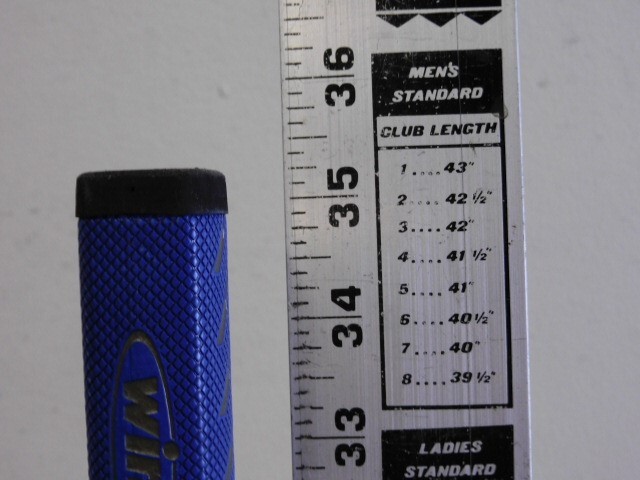 36
35
34
33
MEN'S
STANDARD
CLUB LENGTH
1....43"
2....42 ½"
3....42"
4....41 ½"
5....41"
6....40 ½"
7....40"
8....39 ½"
LADIES
STANDARD